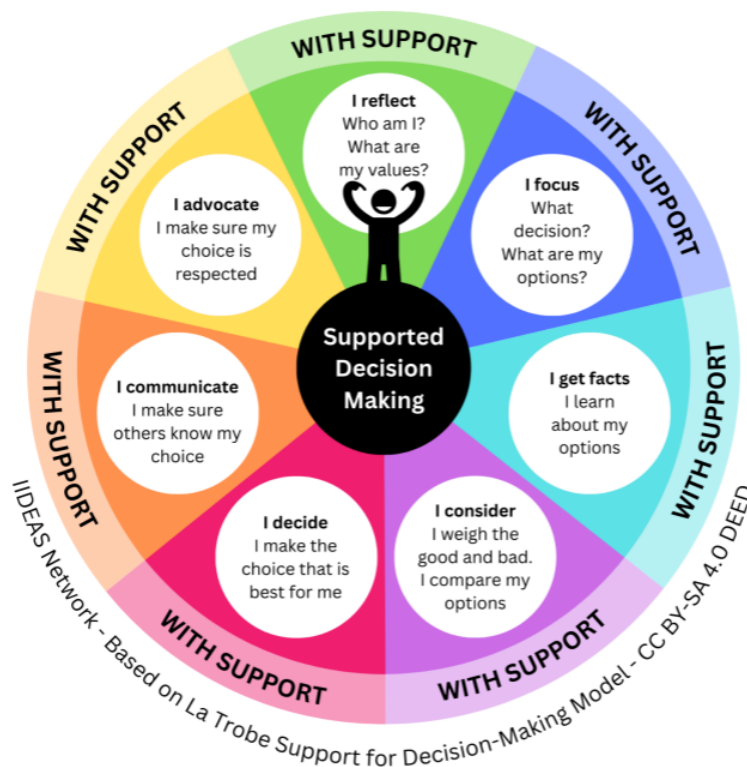 WITH SUPPORT
I reflect
Who am I?
What are
my values?
WITH SUPPORT
I focus
What
decision?
What are my
options?
WITH SUPPORT
I get facts
I learn
about my
options
WITH SUPPORT
I consider
I weigh the
good and bad.
I compare my
options
WITH SUPPORT
I decide
I make the
choice that is
best for me
WITH SUPPORT
I communicate
I make sure
others know my
choice
WITH SUPPORT
I advocate
I make sure my
choice is
respected
Supported
Decision
Making
IIDEAS Network - Based on La Trobe Support for Decision-Making Model - CC BY-SA 4.0 DEED